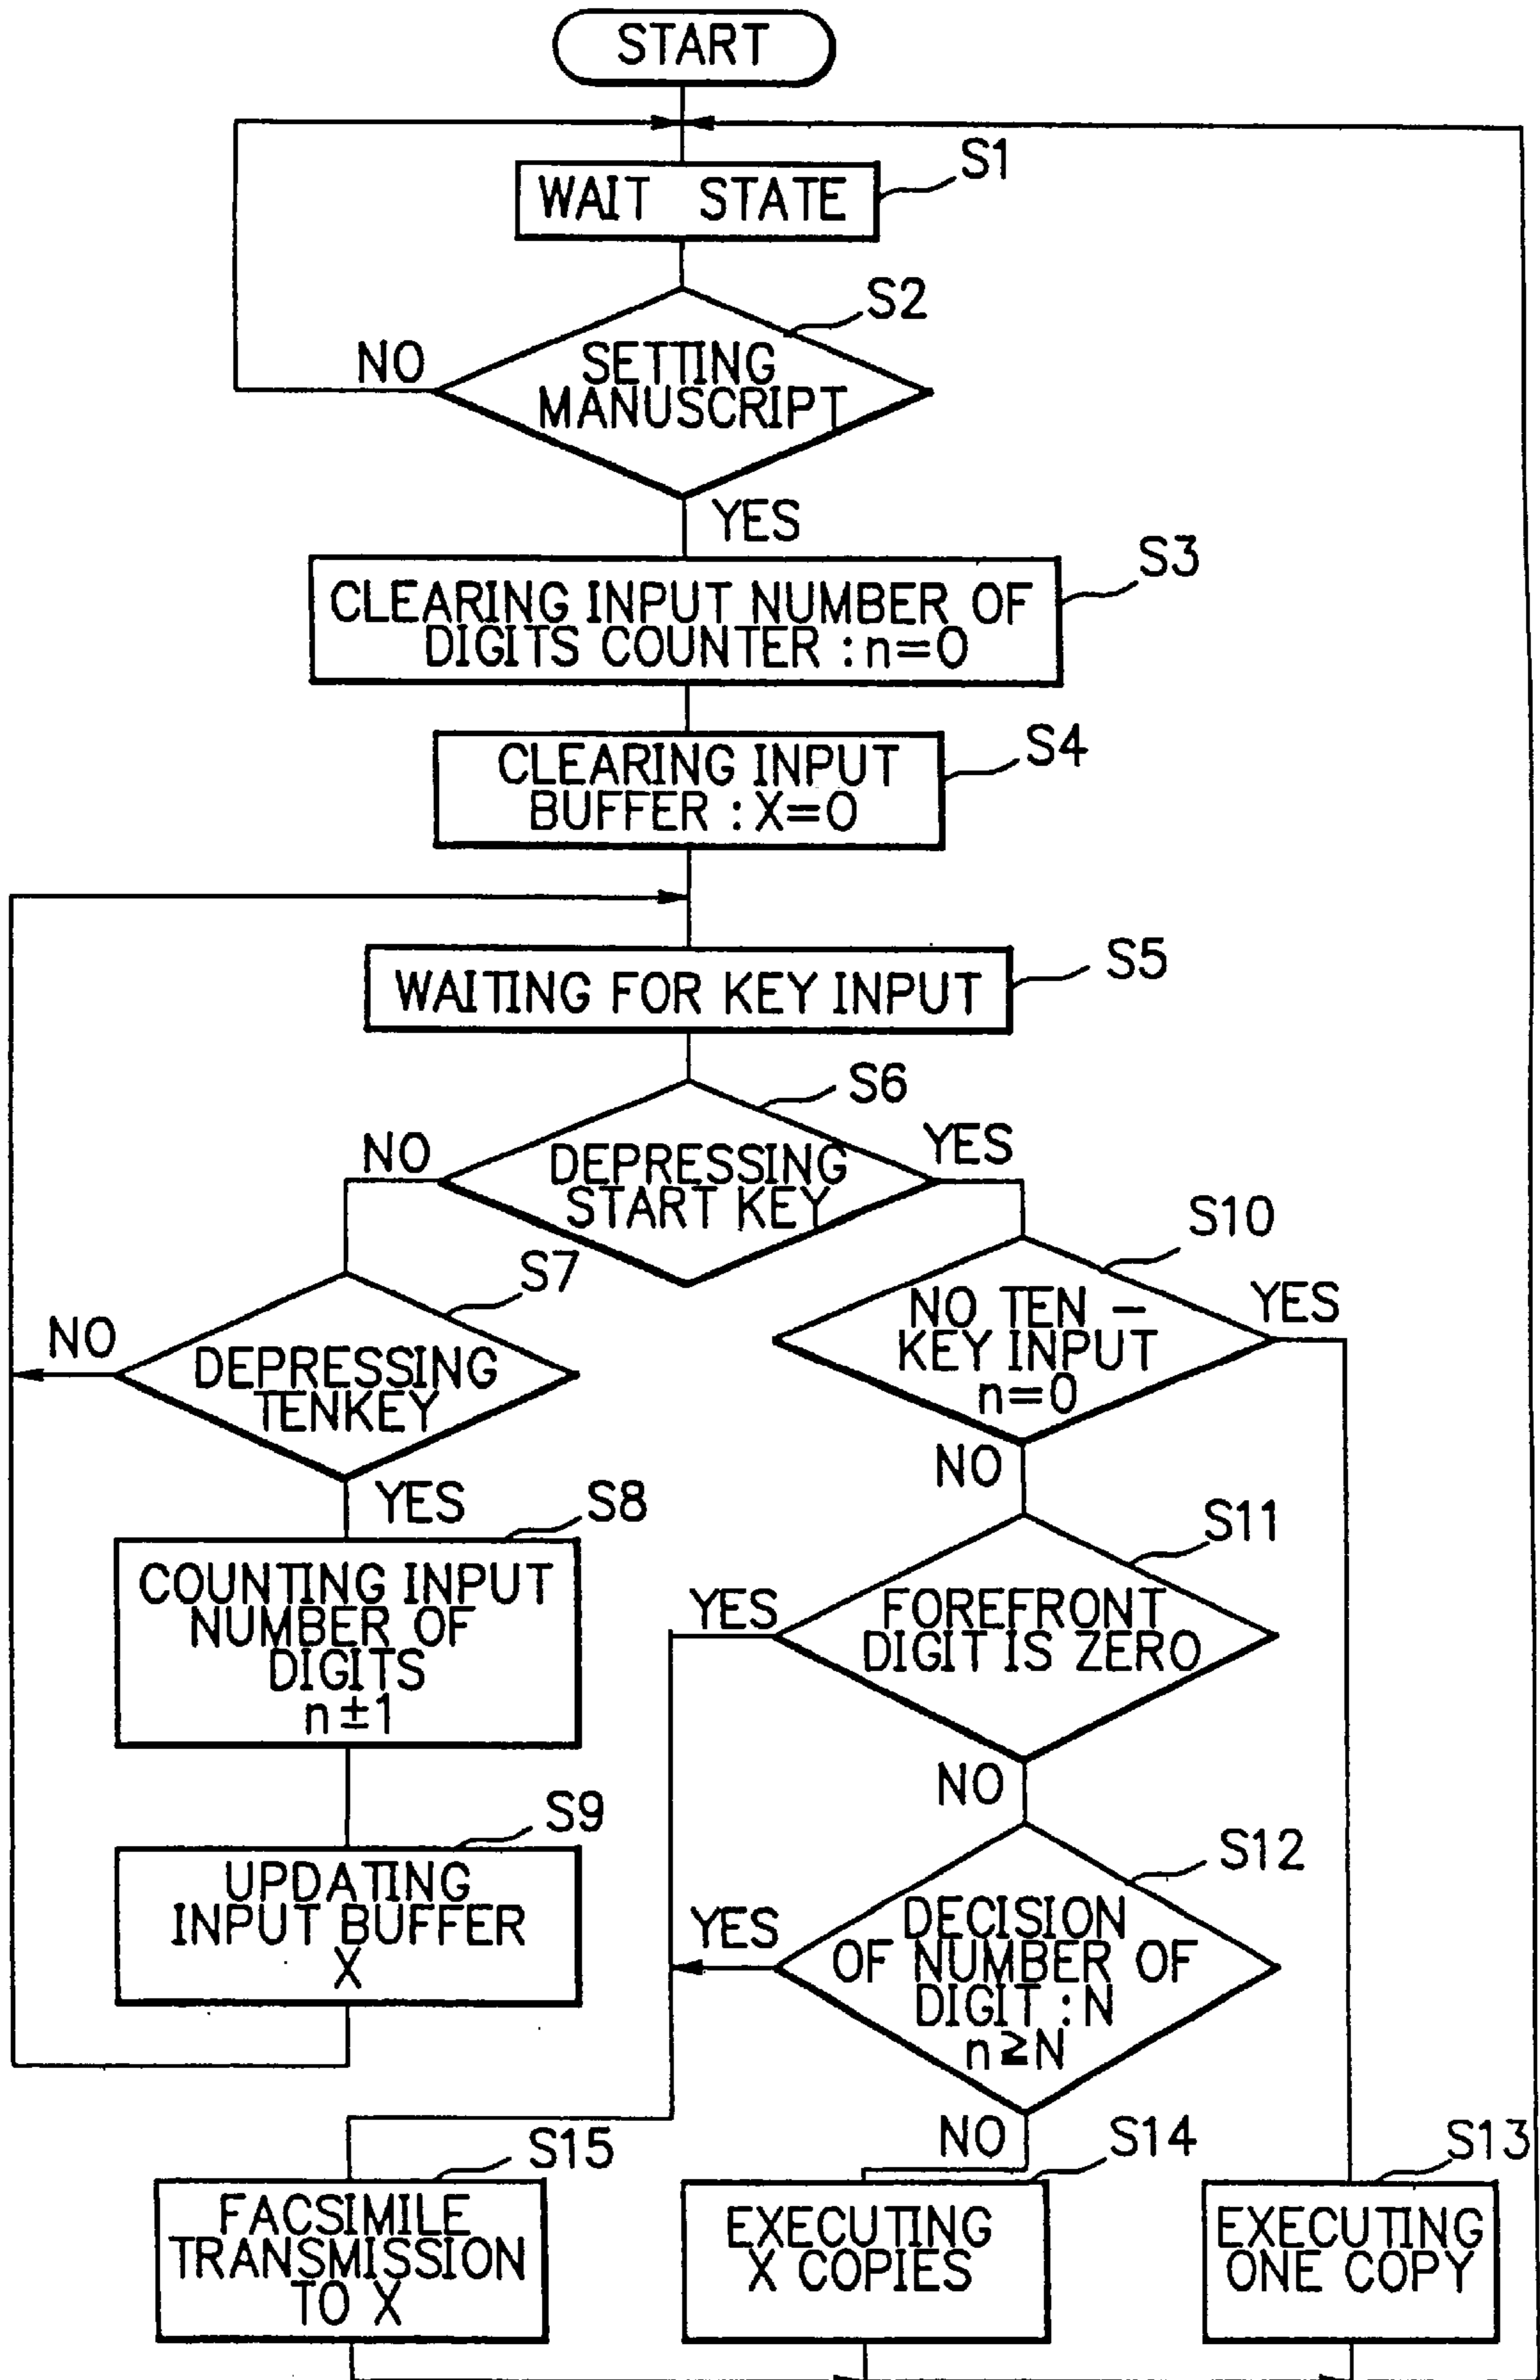 START
S1
WAIT STATE
S2
NO
SETTING
MANUSCRIPT
YES
S3
CLEARING INPUT NUMBER OF
DIGITS COUNTER : n=0
S4
CLEARING INPUT
BUFFER : X=0
S5
WAITING FOR KEY INPUT
S6
NO
DEPRESSING
START KEY
YES
S7
NO
DEPRESSING
TENKEY
YES
S8
COUNTING INPUT
NUMBER OF
DIGITS
n±1
S9
UPDATING
INPUT BUFFER
X
S10
NO TEN -
KEY INPUT
n=0
YES
NO
S11
YES
FOREFRONT
DIGIT IS ZERO
NO
S12
YES
DECISION
OF NUMBER OF
DIGIT : N
n≥N
NO
S15
FACSIMILE
TRANSMISSION
TO X
S14
EXECUTING
X COPIES
S13
EXECUTING
ONE COPY